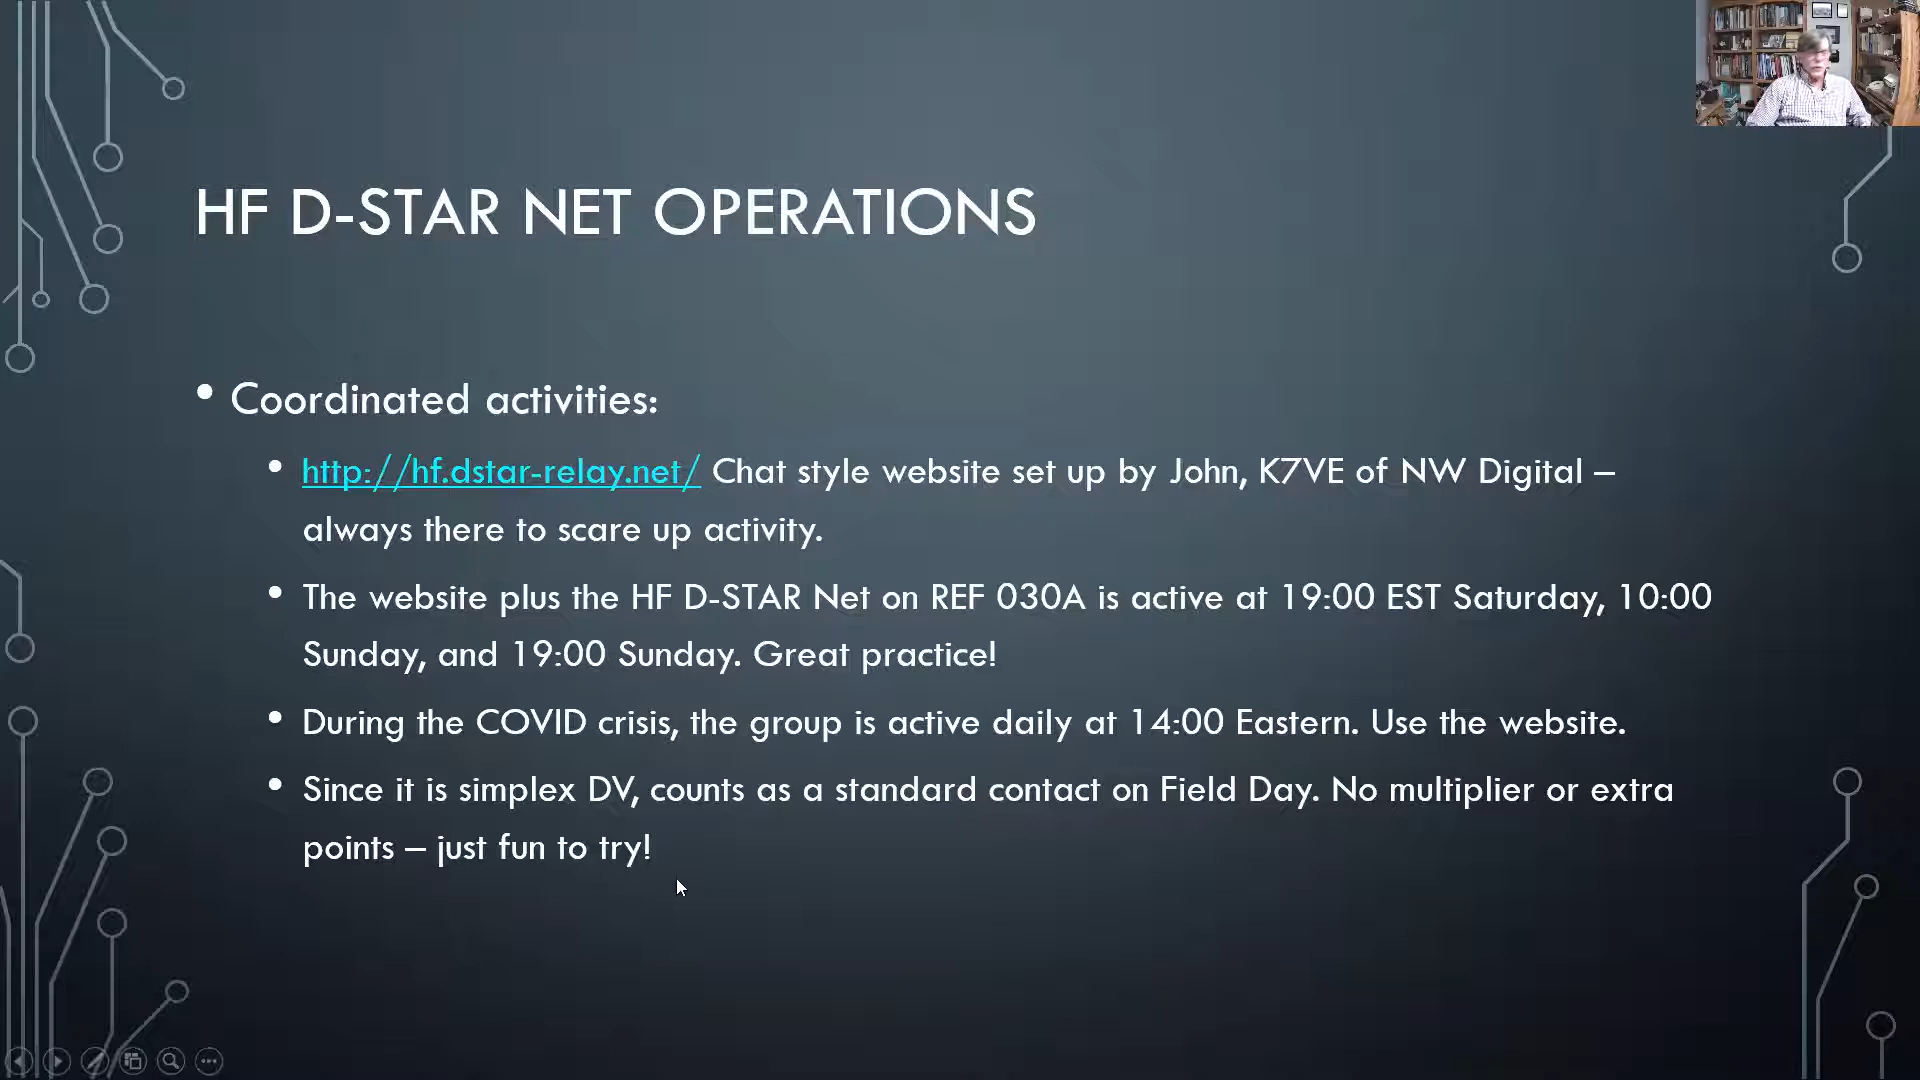 HF D-STAR NET OPERATIONS
• Coordinated activities:
• http://hf.dstar-relay.net/ Chat style website set up by John, K7VE of NW Digital –
always there to scare up activity.
• The website plus the HF D-STAR Net on REF 030A is active at 19:00 EST Saturday, 10:00
Sunday, and 19:00 Sunday. Great practice!
• During the COVID crisis, the group is active daily at 14:00 Eastern. Use the website.
• Since it is simplex DV, counts as a standard contact on Field Day. No multiplier or extra
points – just fun to try!